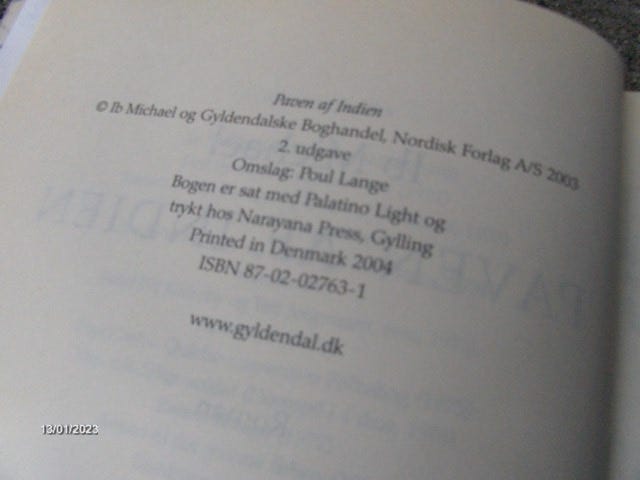 Paven af Indien
© Ib Michael og Gyldendalske Boghandel, Nordisk Forlag A/S 2003
2. udgave
Omslag: Poul Lange
Bogen er sat med Palatino Light og
trykt hos Narayana Press, Gylling
Printed in Denmark 2004
ISBN 87-02-02763-1
www.gyldendal.dk
13/01/2023